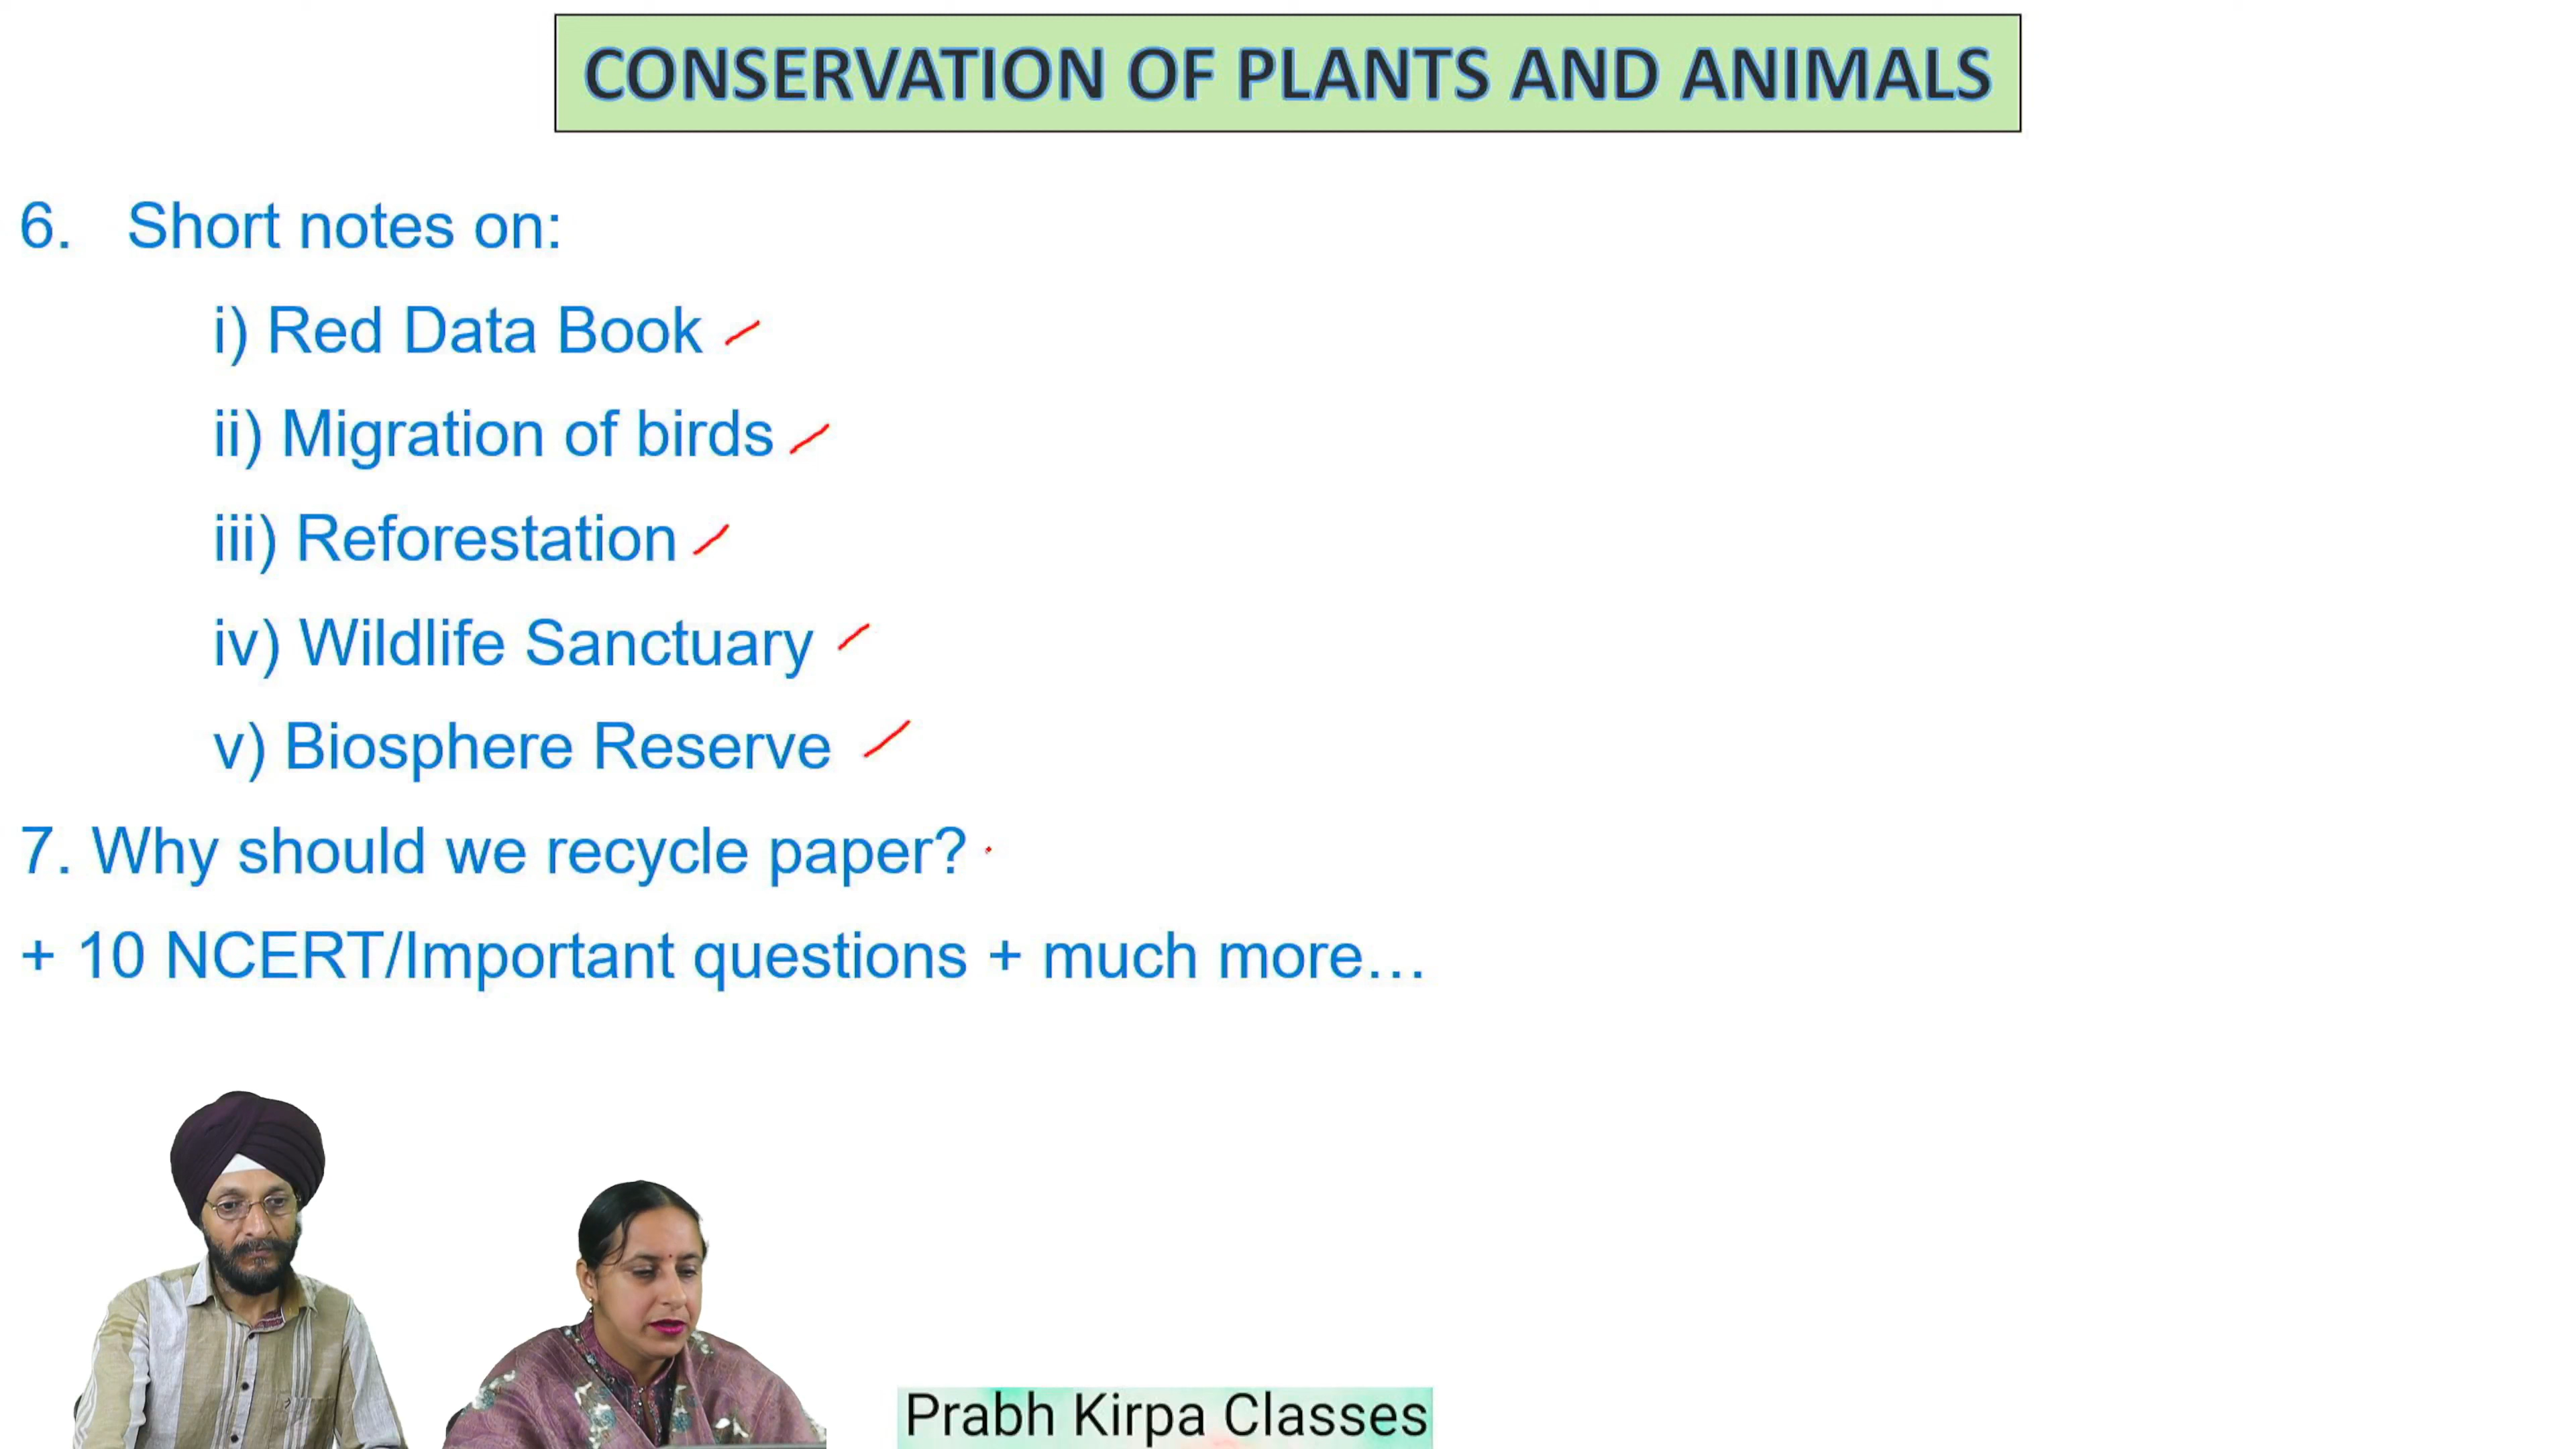 CONSERVATION OF PLANTS AND ANIMALS
6. Short notes on:
i) Red Data Book
ii) Migration of birds
iii) Reforestation
iv) Wildlife Sanctuary
v) Biosphere Reserve
7. Why should we recycle paper?
+ 10 NCERT/Important questions + much more...
Prabh Kirpa Classes